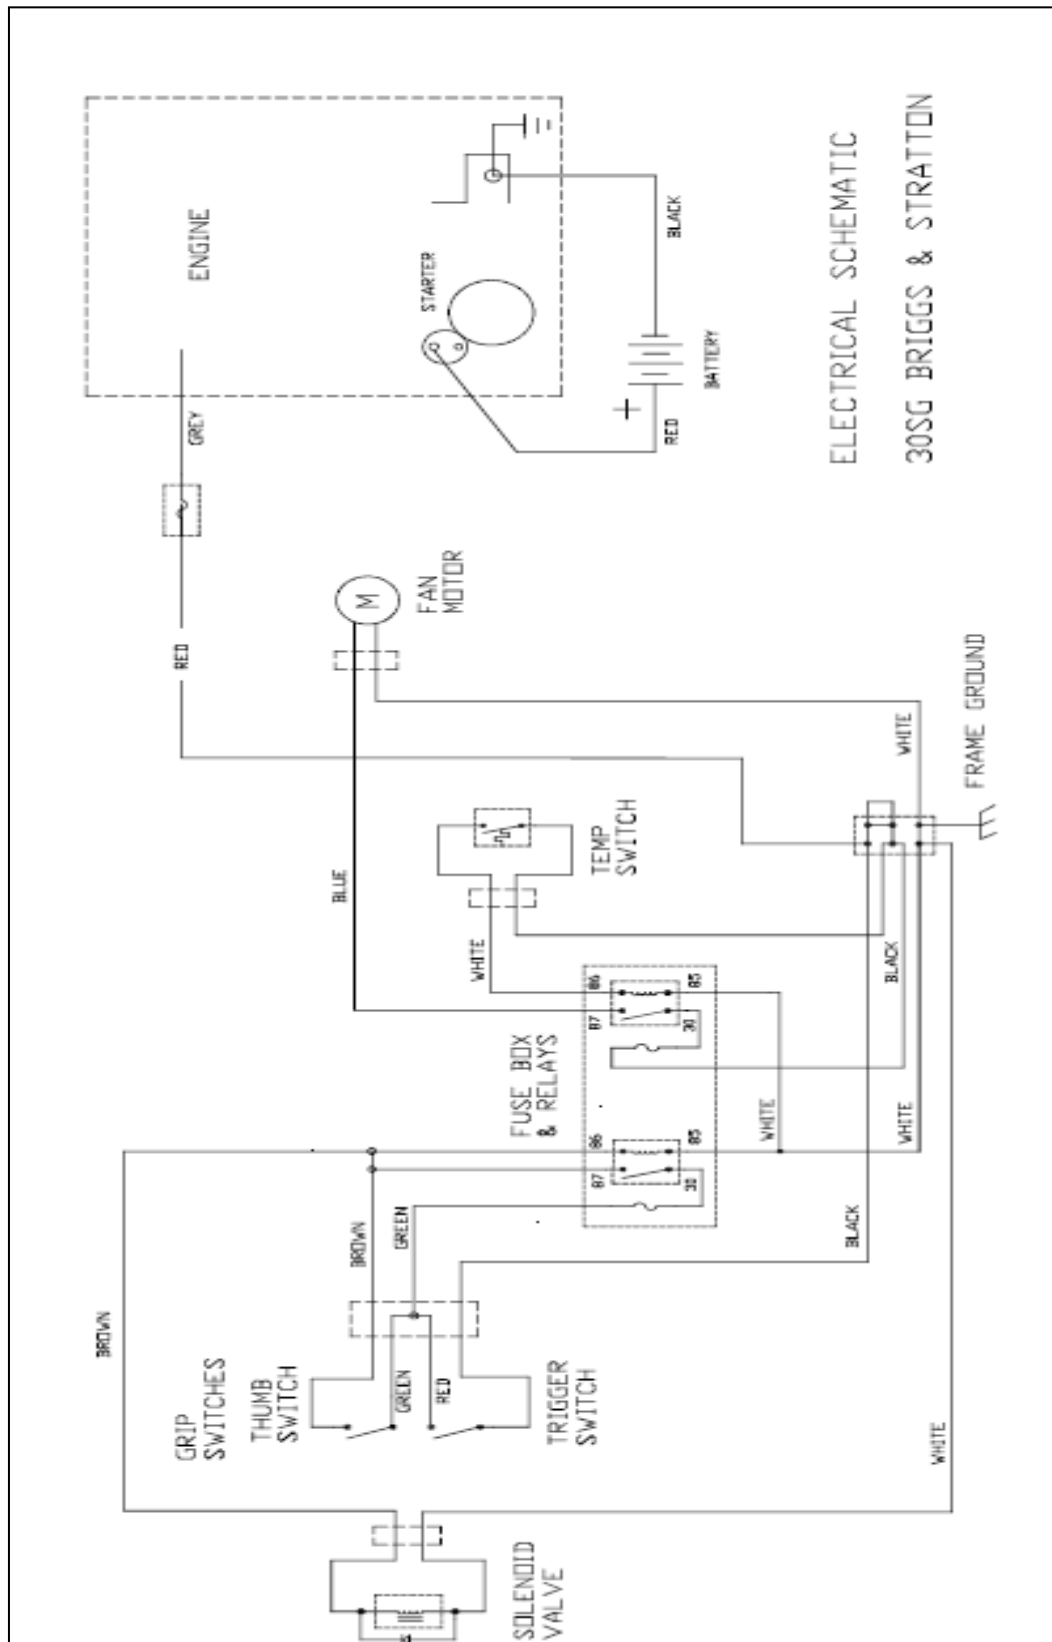 ELECTRICAL SCHEMATIC
30SG BRIGGS & STRATTON
ENGINE
STARTER
BLACK
BATTERY
+
RED
GREY
RED
M
FAN
MOTOR
WHITE
FRAME GROUND
TEMP
SWITCH
BLUE
WHITE
BLACK
86
85
87
30
FUSE BOX
& RELAYS
86
85
87
30
WHITE
WHITE
BLACK
BROWN
GREEN
BROWN
GRIP
SWITCHES
THUMB
SWITCH
GREEN
RED
TRIGGER
SWITCH
WHITE
SOLENOID
VALVE